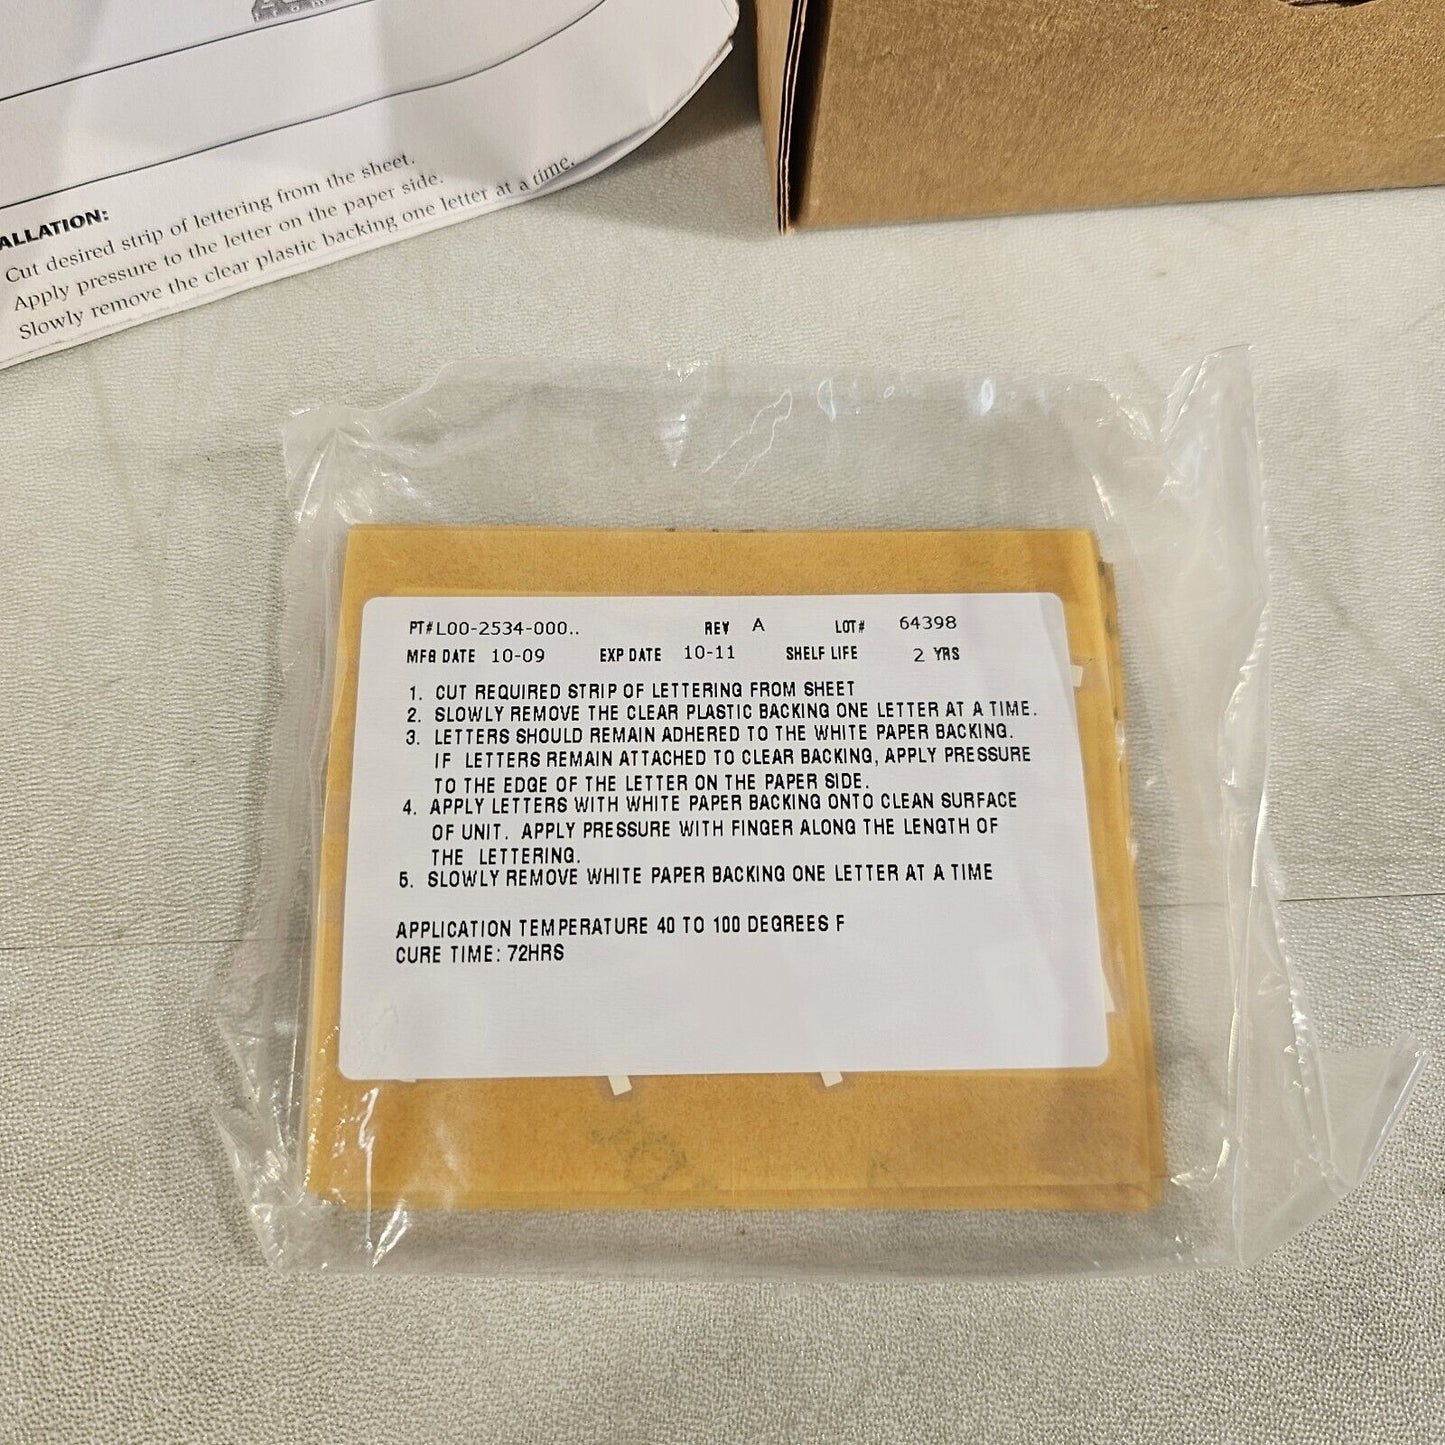 ALLATION:
Cut desired strip of lettering from the sheet.
Apply pressure to the letter on the paper side.
Slowly remove the clear plastic backing one letter at a time.
PT# L00-2534-000.. REV A LOT# 64398
MFG DATE 10-09 EXP DATE 10-11 SHELF LIFE 2 YRS
1. CUT REQUIRED STRIP OF LETTERING FROM SHEET
2. SLOWLY REMOVE THE CLEAR PLASTIC BACKING ONE LETTER AT A TIME.
3. LETTERS SHOULD REMAIN ADHERED TO THE WHITE PAPER BACKING.
IF LETTERS REMAIN ATTACHED TO CLEAR BACKING, APPLY PRESSURE
TO THE EDGE OF THE LETTER ON THE PAPER SIDE.
4. APPLY LETTERS WITH WHITE PAPER BACKING ONTO CLEAN SURFACE
OF UNIT. APPLY PRESSURE WITH FINGER ALONG THE LENGTH OF
THE LETTERING.
5. SLOWLY REMOVE WHITE PAPER BACKING ONE LETTER AT A TIME
APPLICATION TEMPERATURE 40 TO 100 DEGREES F
CURE TIME: 72HRS